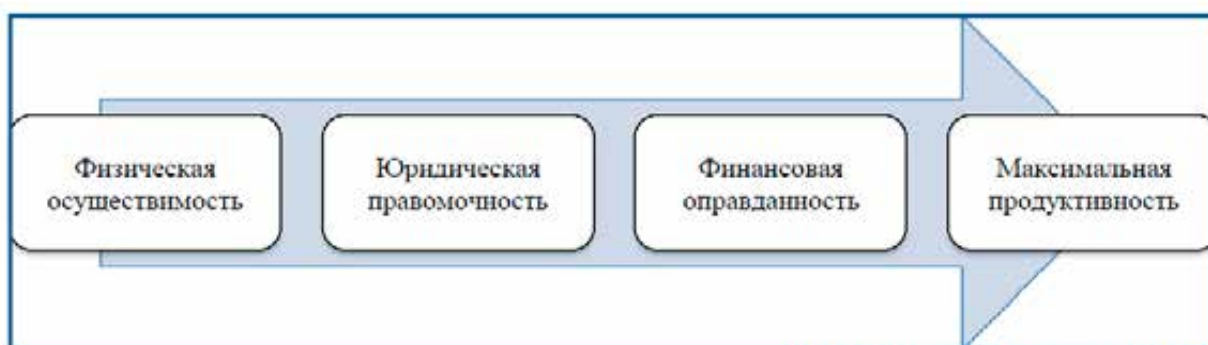 Физическая
осуществимость
Юридическая
правомочность
Финансовая
оправданность
Максимальная
продуктивность